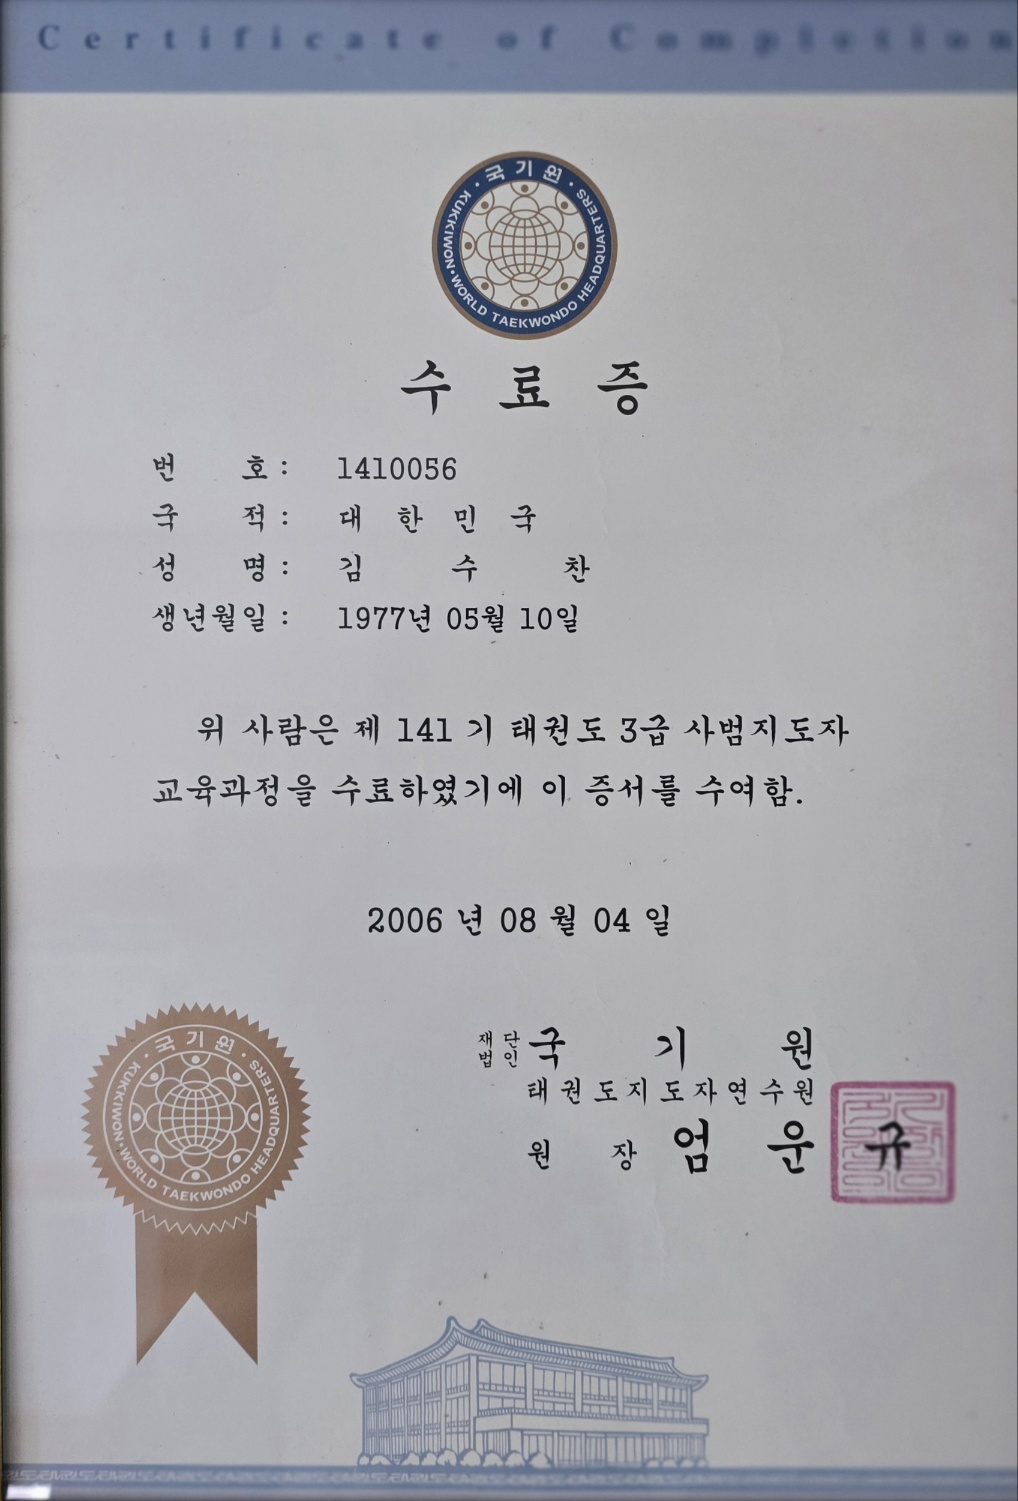 Certificate of Completion
· 국기원 ·
KUKKIWON · WORLD TAEKWONDO HEADQUARTERS
수 료 증
번 호 : 1410056
국 적 : 대 한 민 국
성 명 : 김 수 찬
생년월일 : 1977년 05월 10일
위 사람은 제 141 기 태권도 3급 사범지도자
교육과정을 수료하였기에 이 증서를 수여함.
2006 년 08 월 04 일
재단법인 국 기 원
태권도지도자연수원
원 장 엄 운 규
· 국기원 ·
KUKKIWON · WORLD TAEKWONDO HEADQUARTERS